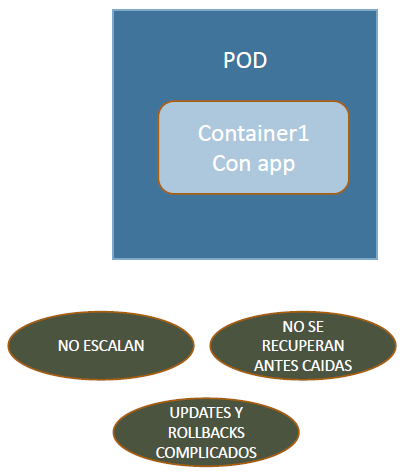 POD
Container1
Con app
NO ESCALAN
NO SE
RECUPERAN
ANTES CAIDAS
UPDATES Y
ROLLBACKS
COMPLICADOS